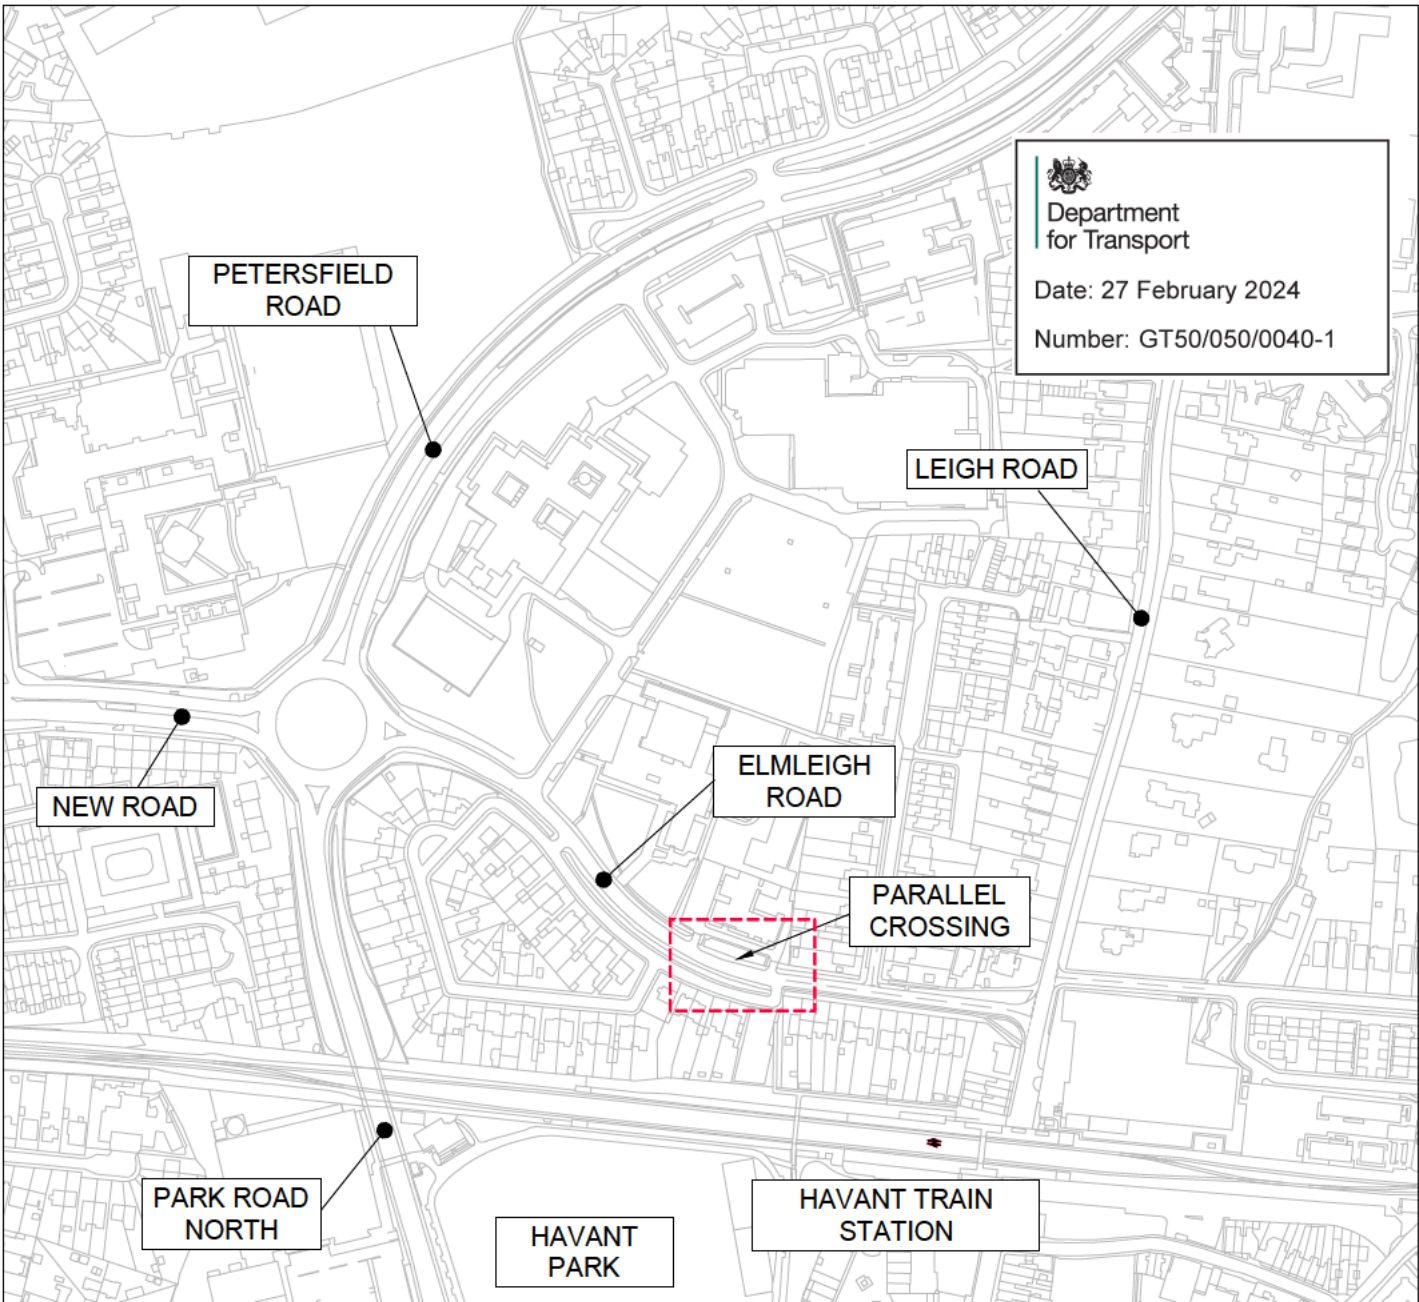 Department
for Transport
Date: 27 February 2024
Number: GT50/050/0040-1
PETERSFIELD
ROAD
LEIGH ROAD
NEW ROAD
ELMLEIGH
ROAD
PARALLEL
CROSSING
PARK ROAD
NORTH
HAVANT
PARK
HAVANT TRAIN
STATION